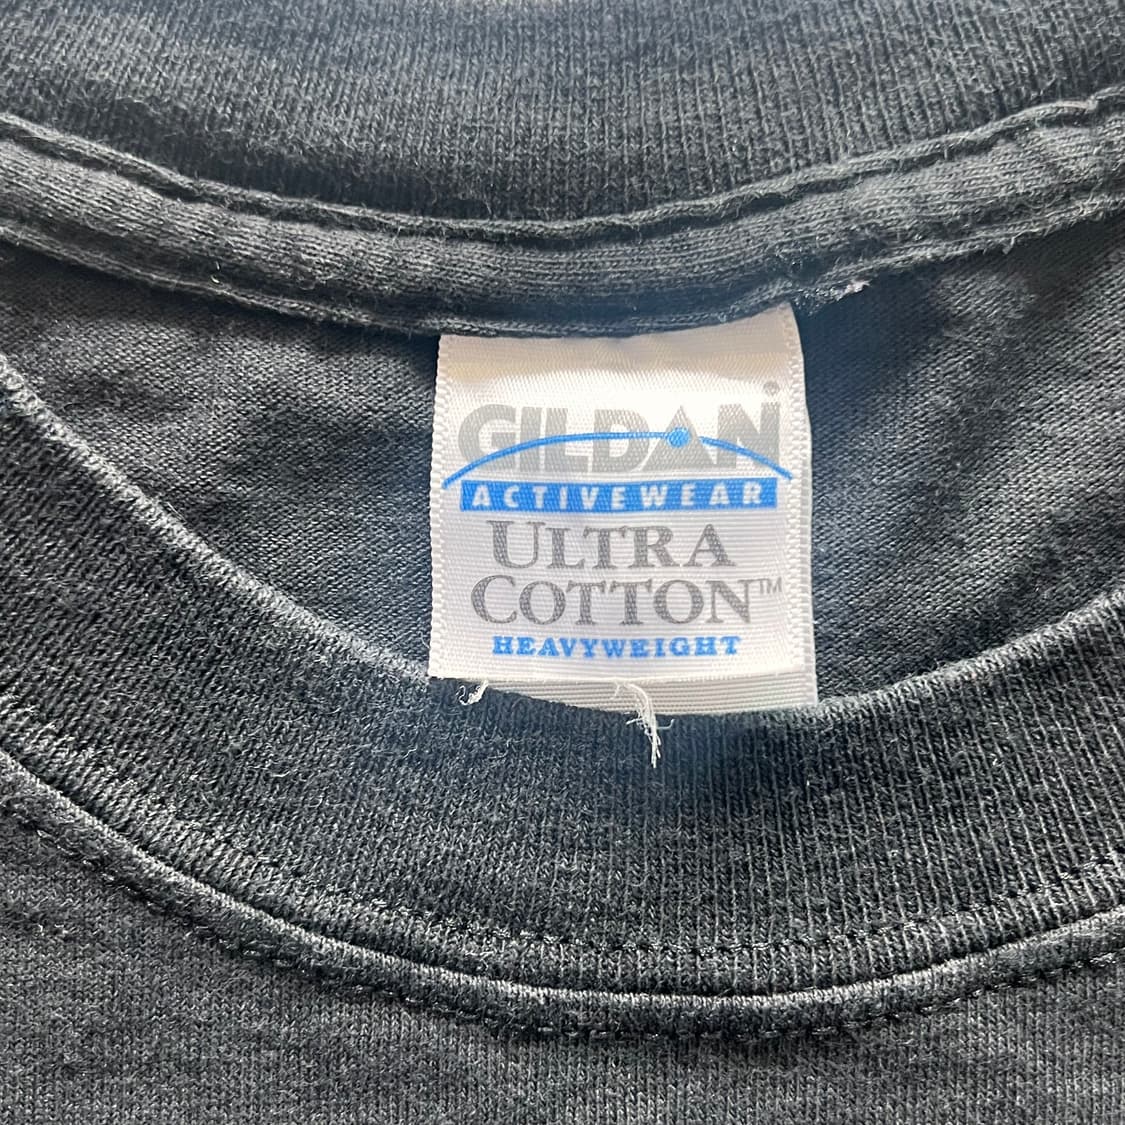 GILDAN®
ACTIVEWEAR
ULTRA
COTTON™
HEAVYWEIGHT